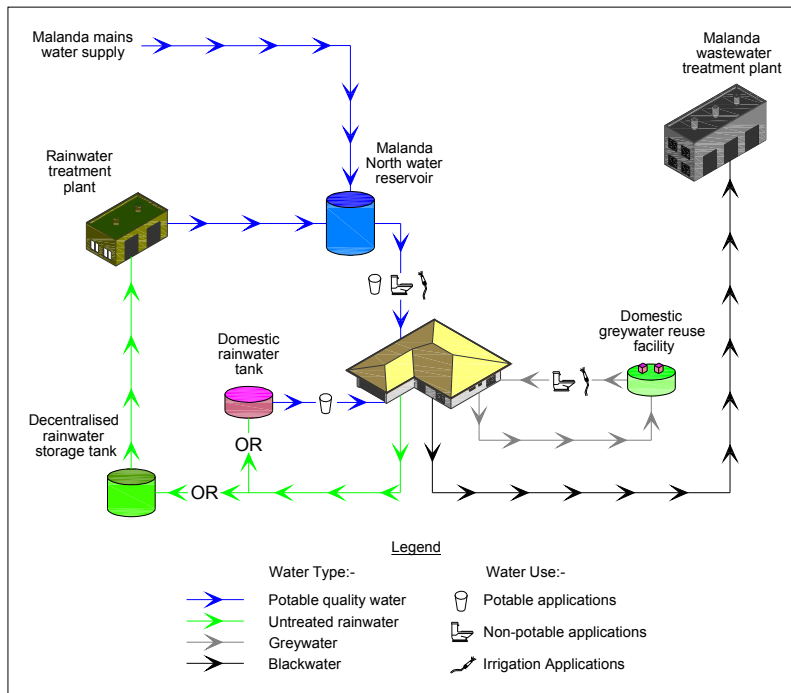 Malanda mains
water supply
Malanda
wastewater
treatment plant
Rainwater
treatment
plant
Malanda
North water
reservoir
Domestic
greywater reuse
facility
Domestic
rainwater
tank
Decentralised
rainwater
storage tank
OR
OR
Legend
Water Type:-
Water Use:-
Potable quality water
Potable applications
Untreated rainwater
Non-potable applications
Greywater
Blackwater
Irrigation Applications